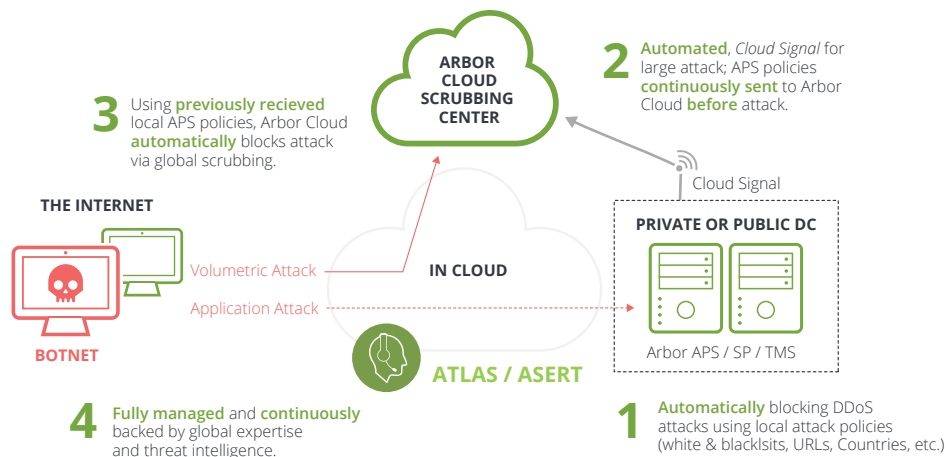 ARBOR
CLOUD
SCRUBBING
CENTER
2
Automated, Cloud Signal for
large attack; APS policies
continuously sent to Arbor
Cloud before attack.
3
Using previously recieved
local APS policies, Arbor Cloud
automatically blocks attack
via global scrubbing.
Cloud Signal
THE INTERNET
PRIVATE OR PUBLIC DC
Volumetric Attack
IN CLOUD
Application Attack
BOTNET
Arbor APS / SP / TMS
ATLAS / ASERT
4
Fully managed and continuously
backed by global expertise
and threat intelligence.
1
Automatically blocking DDoS
attacks using local attack policies
(white & blacklsits, URLs, Countries, etc.)